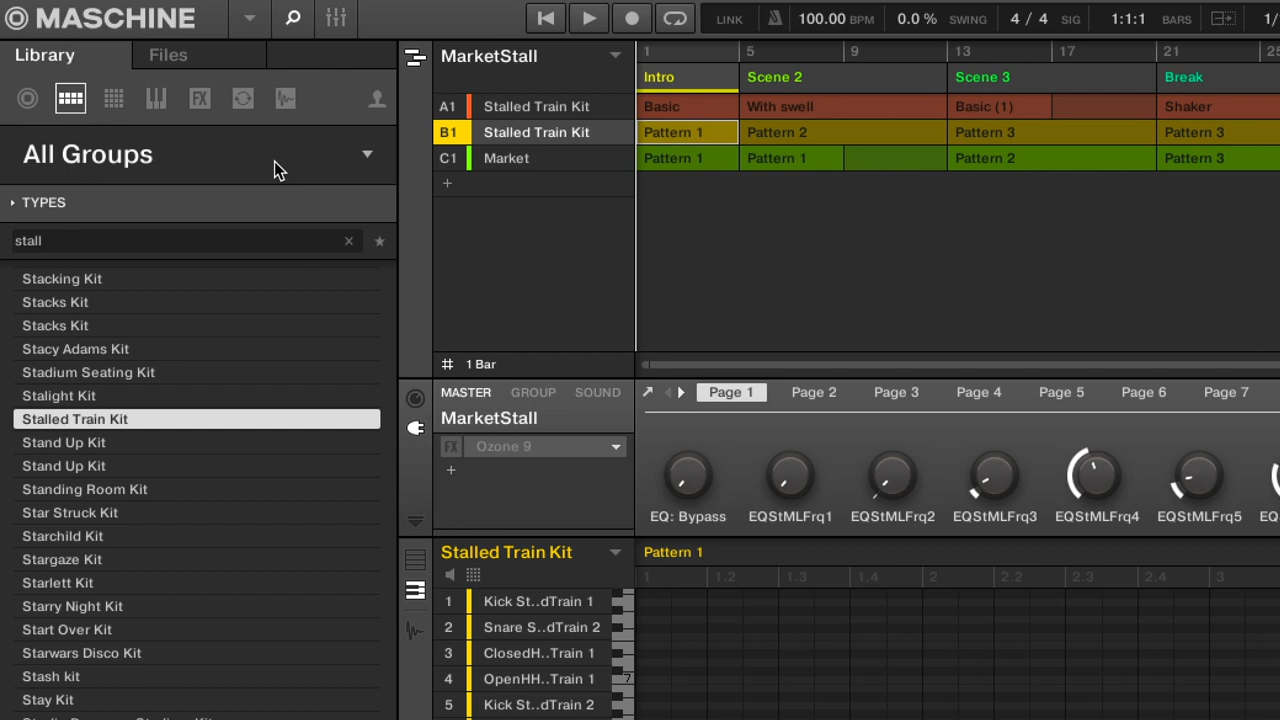 MASCHINE
LINK 100.00 BPM 0.0 % SWING 4 / 4 SIG 1:1:1 BARS 1/
Library Files
All Groups
TYPES
stall
Stacking Kit
Stacks Kit
Stacks Kit
Stacy Adams Kit
Stadium Seating Kit
Stalight Kit
Stalled Train Kit
Stand Up Kit
Stand Up Kit
Standing Room Kit
Star Struck Kit
Starchild Kit
Stargaze Kit
Starlett Kit
Starry Night Kit
Start Over Kit
Starwars Disco Kit
Stash kit
Stay Kit
MarketStall
1 5 9 13 17 21 25
Intro Scene 2 Scene 3 Break
A1 Stalled Train Kit Basic With swell Basic (1) Shaker
B1 Stalled Train Kit Pattern 1 Pattern 2 Pattern 3 Pattern 3
C1 Market Pattern 1 Pattern 1 Pattern 2 Pattern 3
+
1 Bar
MASTER GROUP SOUND
MarketStall
FX Ozone 9
+
Page 1 Page 2 Page 3 Page 4 Page 5 Page 6 Page 7
EQ: Bypass EQStMLFrq1 EQStMLFrq2 EQStMLFrq3 EQStMLFrq4 EQStMLFrq5 EQ
Stalled Train Kit Pattern 1
1 1.2 1.3 1.4 2 2.2 2.3 2.4 3
1 Kick St..dTrain 1
2 Snare S..dTrain 2
3 ClosedH..Train 1
4 OpenHH..Train 1
5 Kick St..dTrain 2